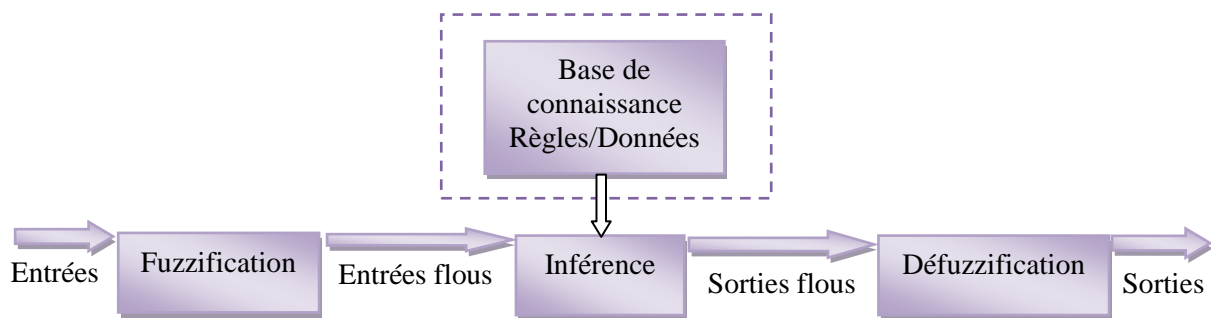 Base de
connaissance
Règles/Données
Entrées
Fuzzification
Entrées flous
Inférence
Sorties flous
Défuzzification
Sorties